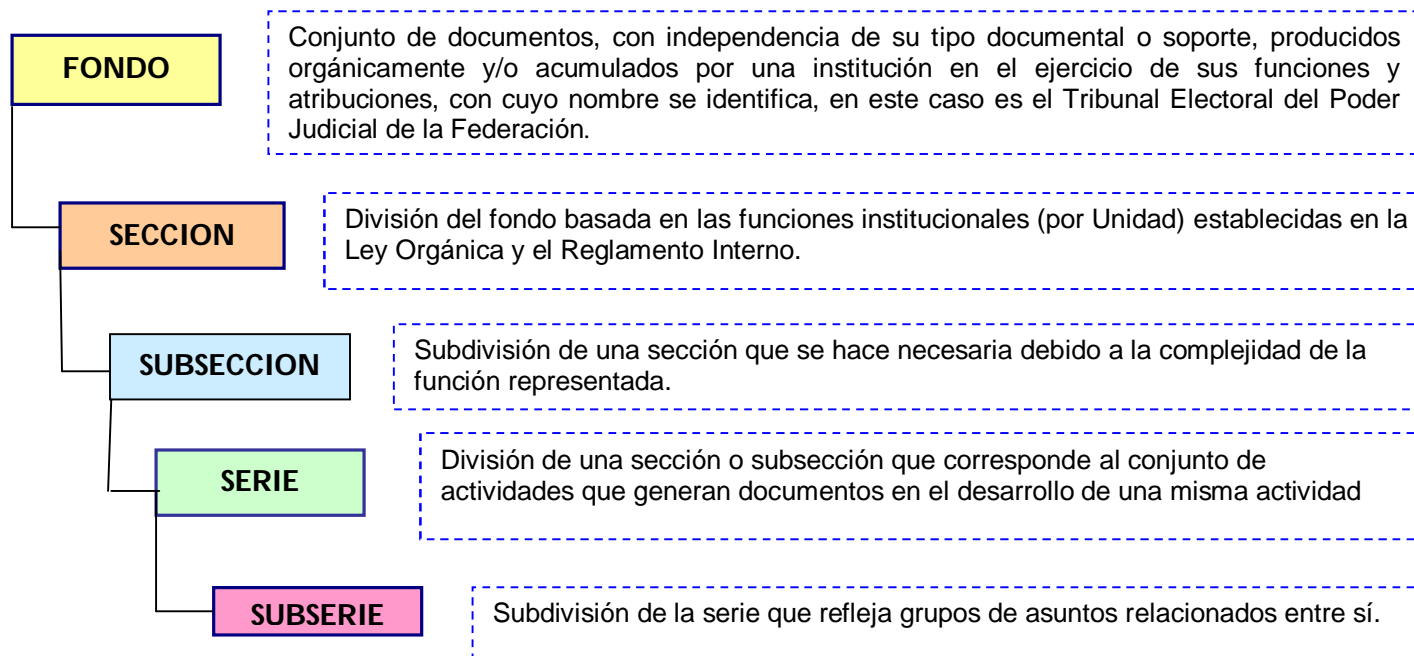 FONDO
Conjunto de documentos, con independencia de su tipo documental o soporte, producidos
orgánicamente y/o acumulados por una institución en el ejercicio de sus funciones y
atribuciones, con cuyo nombre se identifica, en este caso es el Tribunal Electoral del Poder
Judicial de la Federación.
SECCION
División del fondo basada en las funciones institucionales (por Unidad) establecidas en la
Ley Orgánica y el Reglamento Interno.
SUBSECCION
Subdivisión de una sección que se hace necesaria debido a la complejidad de la
función representada.
SERIE
División de una sección o subsección que corresponde al conjunto de
actividades que generan documentos en el desarrollo de una misma actividad
SUBSERIE
Subdivisión de la serie que refleja grupos de asuntos relacionados entre sí.